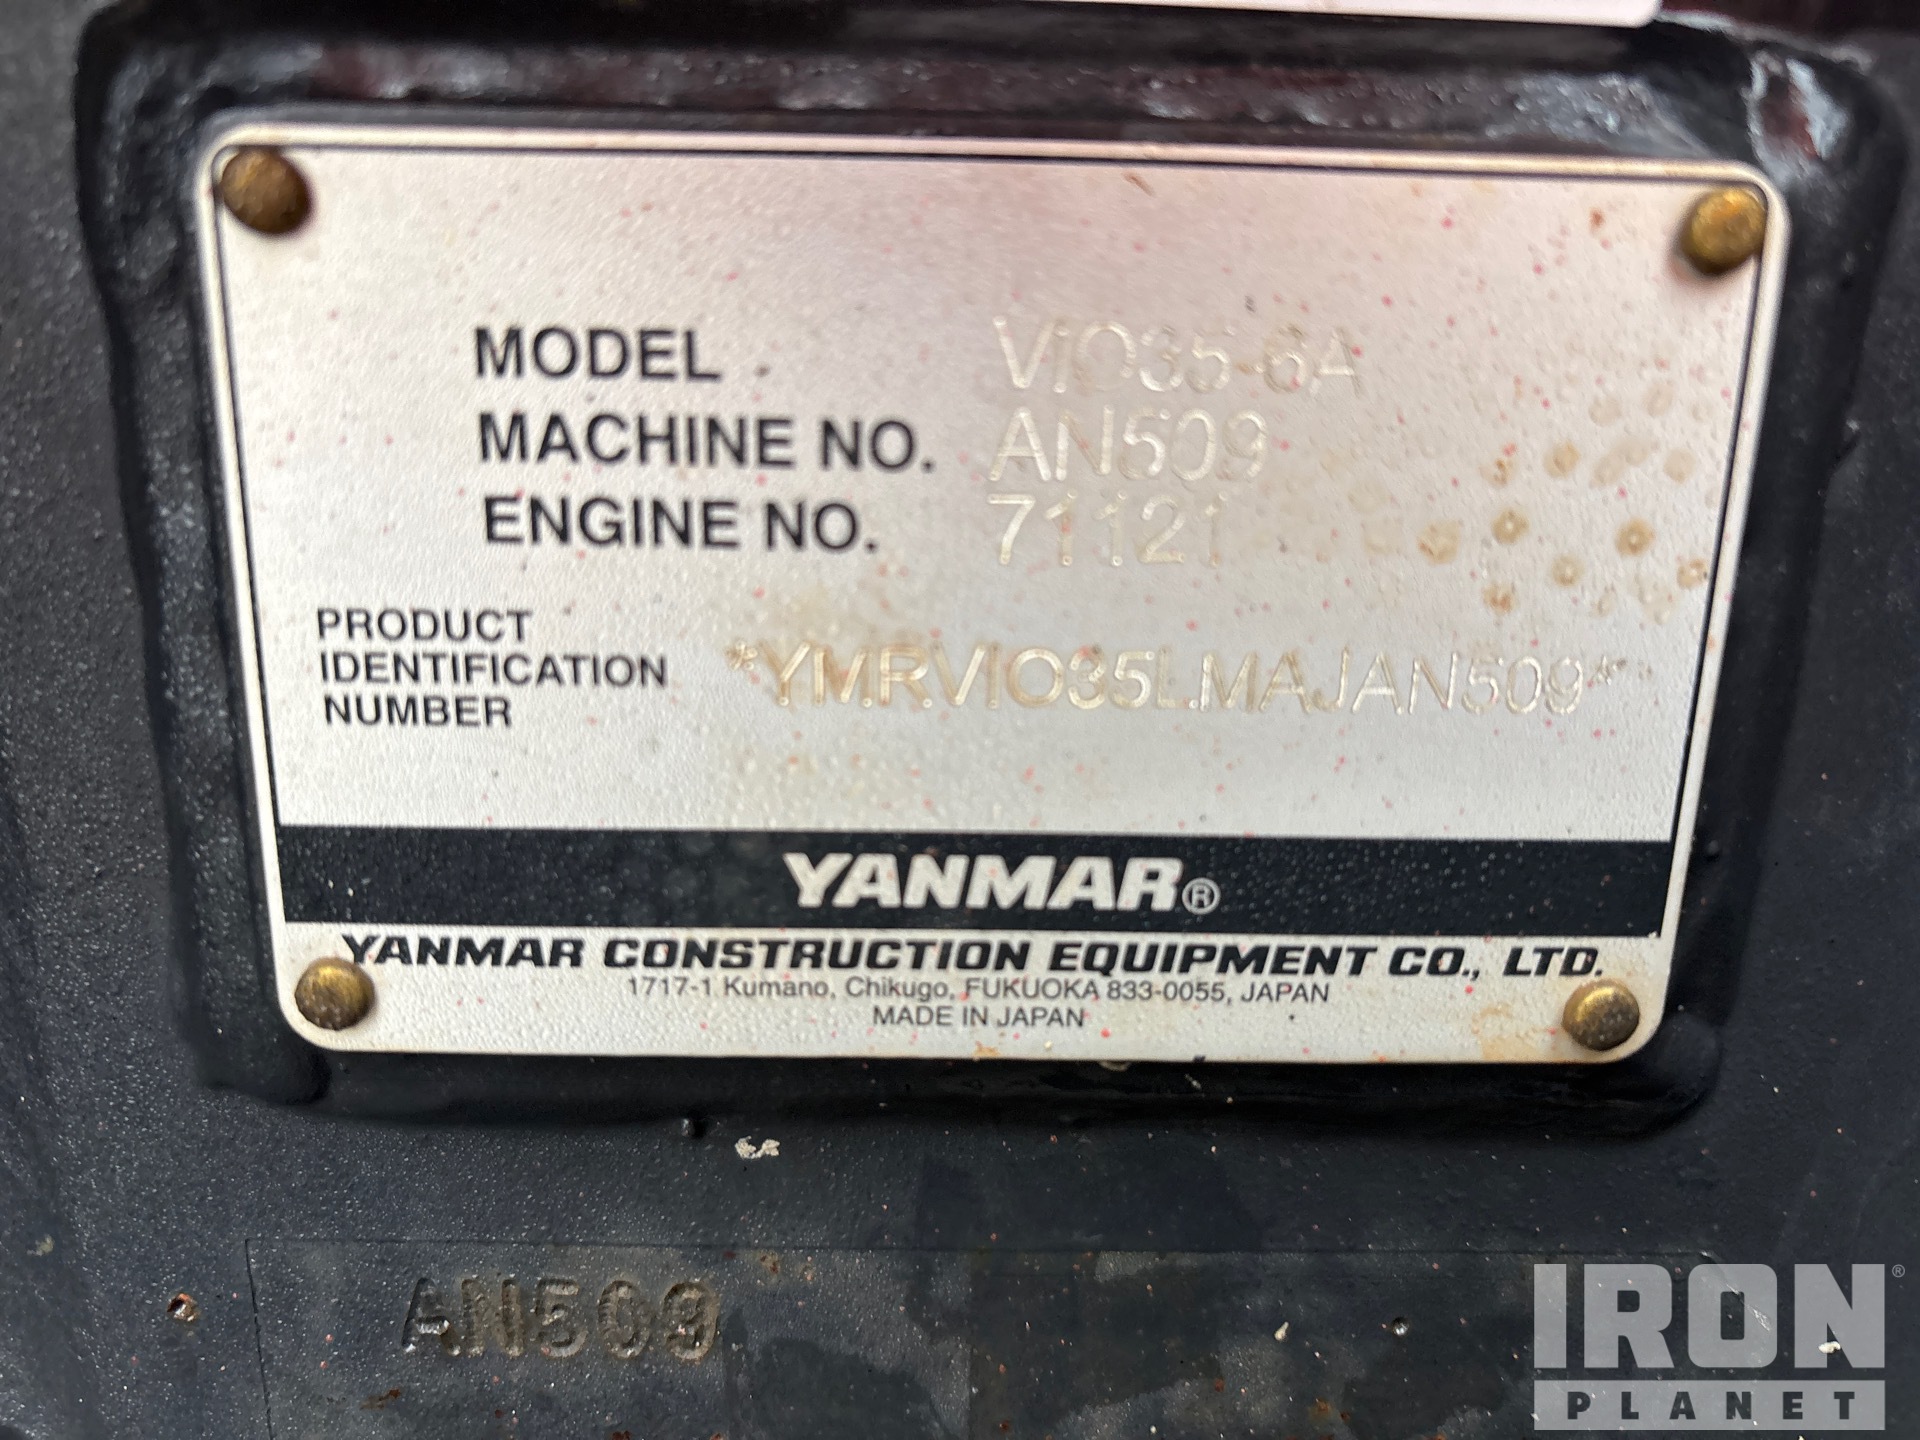 MODEL VIO35-6A
MACHINE NO. AN509
ENGINE NO. 71121
PRODUCT
IDENTIFICATION
NUMBER
*YMRVIO35LMAJAN509*
YANMAR®
YANMAR CONSTRUCTION EQUIPMENT CO., LTD.
1717-1 Kumano, Chikugo, FUKUOKA 833-0055, JAPAN
MADE IN JAPAN
AN509
IRON®
PLANET